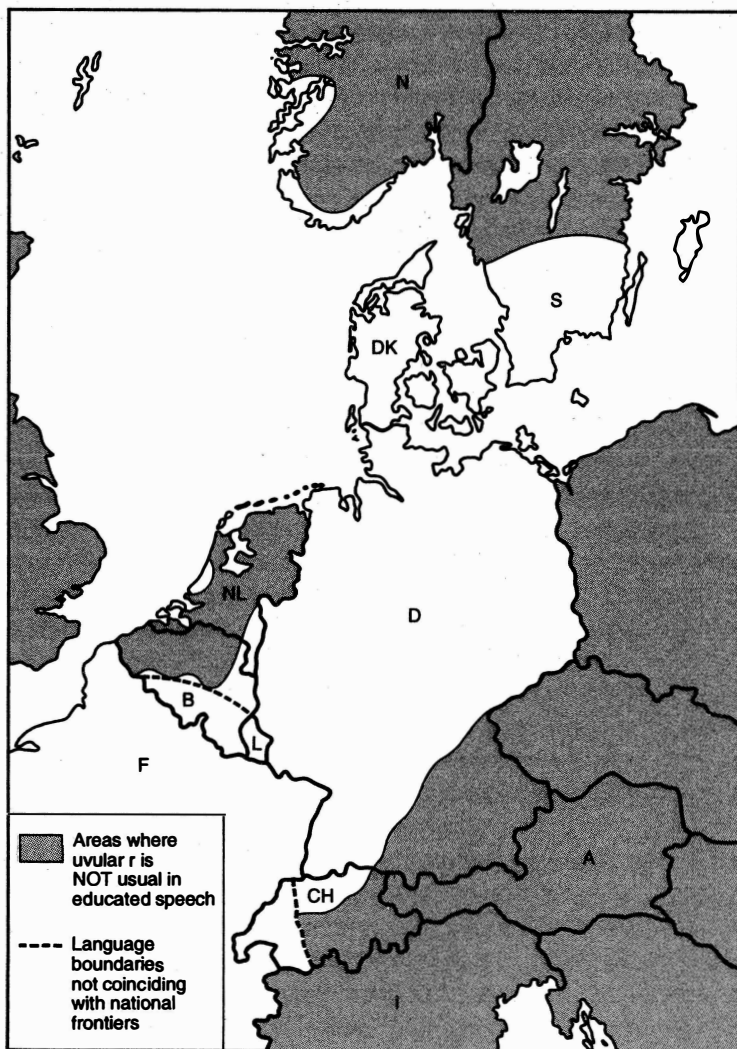 N
S
DK
NL
D
B
L
F
A
CH
I
Areas where
uvular r is
NOT usual in
educated speech
Language
boundaries
not coinciding
with national
frontiers